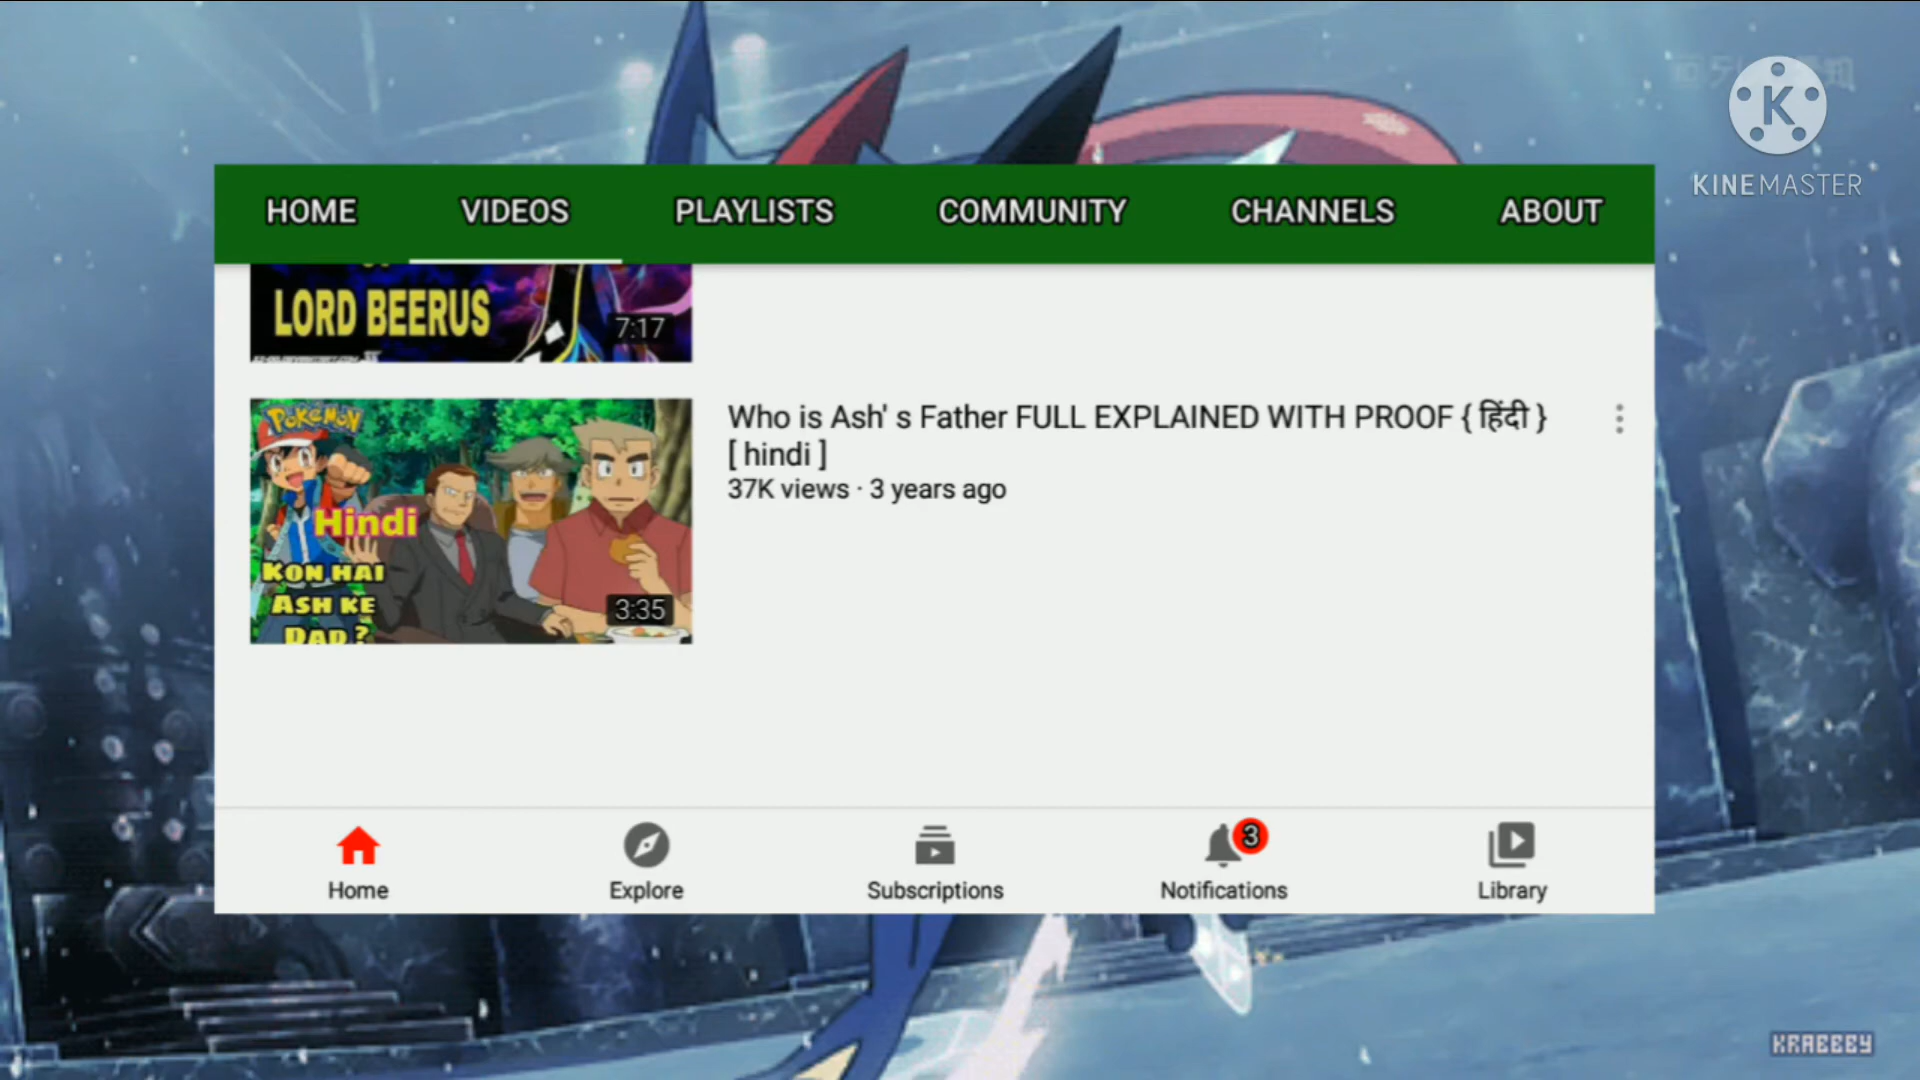 KINEMASTER
HOME VIDEOS PLAYLISTS COMMUNITY CHANNELS ABOUT
LORD BEERUS
7:17
POKÉMON
Hindi
KON HAI
ASH KE
DAD ?
3:35
Who is Ash' s Father FULL EXPLAINED WITH PROOF { हिंदी }
[ hindi ]
37K views · 3 years ago
3
Home Explore Subscriptions Notifications Library
KRABBY